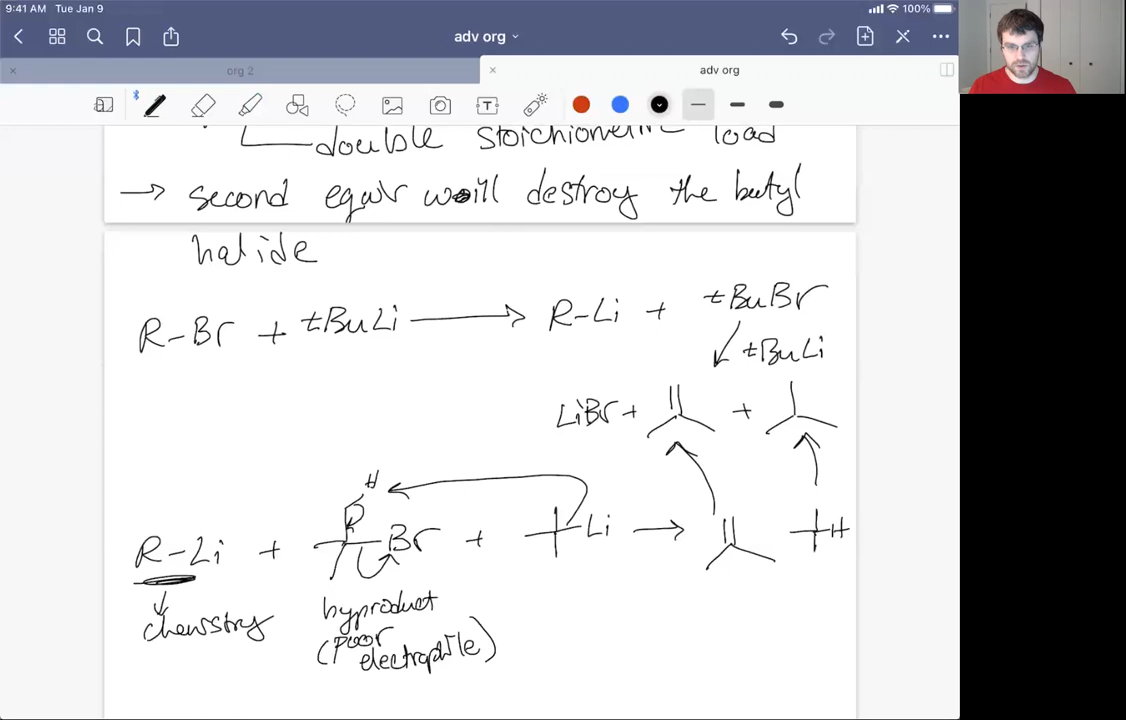 9:41 AM Tue Jan 9 100%
adv org
org 2 adv org
double stoichiometric load
→ second equiv will destroy the butyl
halide
R-Br + tBuLi → R-Li + tBuBr
tBuLi
LiBr + +
H
R-Li + Br + Li → H
chemistry
byproduct
(Poor
electrophile)